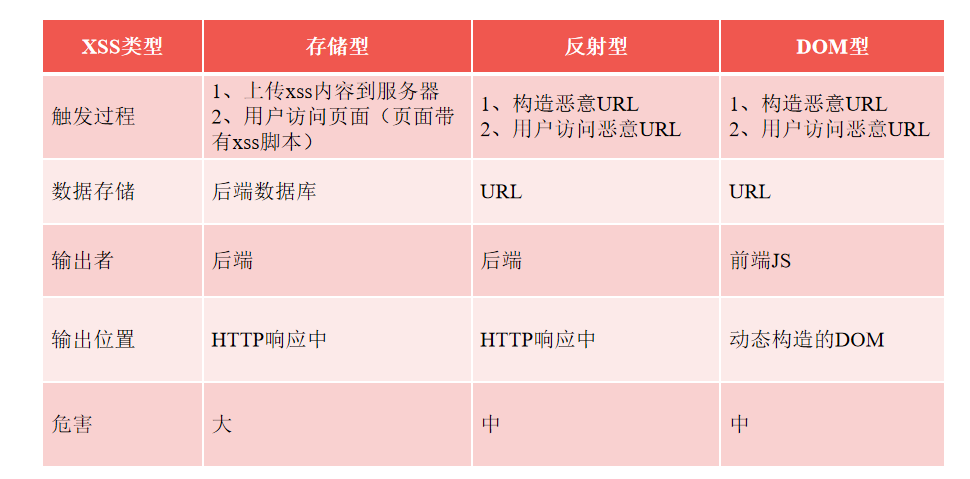 XSS类型
存储型
反射型
DOM型
触发过程
1、上传xss内容到服务器
2、用户访问页面（页面带
有xss脚本）
1、构造恶意URL
2、用户访问恶意URL
1、构造恶意URL
2、用户访问恶意URL
数据存储
后端数据库
URL
URL
输出者
后端
后端
前端JS
输出位置
HTTP响应中
HTTP响应中
动态构造的DOM
危害
大
中
中